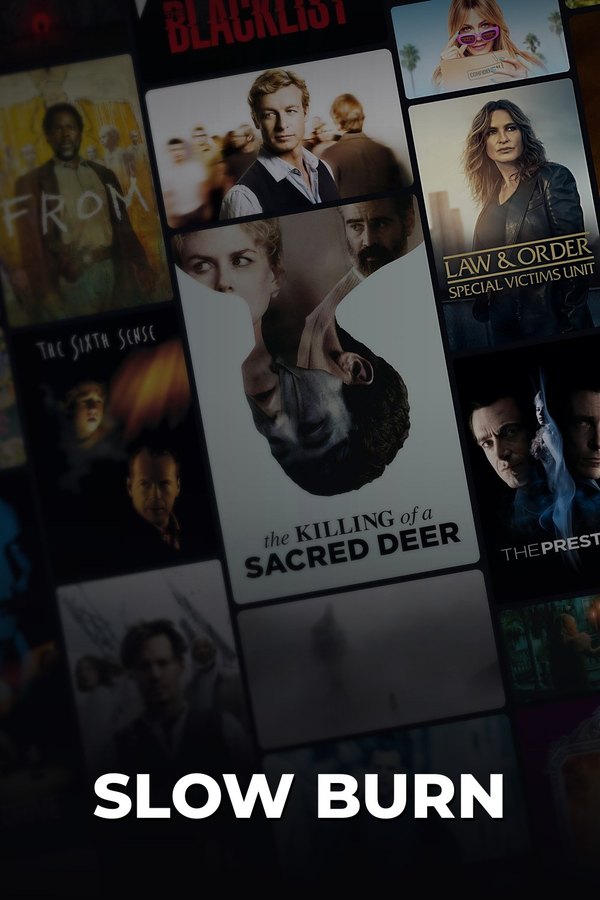 BLACKLIST
CONFIDENTIAL
FROM
LAW & ORDER
SPECIAL VICTIMS UNIT
THE SIXTH SENSE
the KILLING of a
SACRED DEER
THE PREST
SLOW BURN